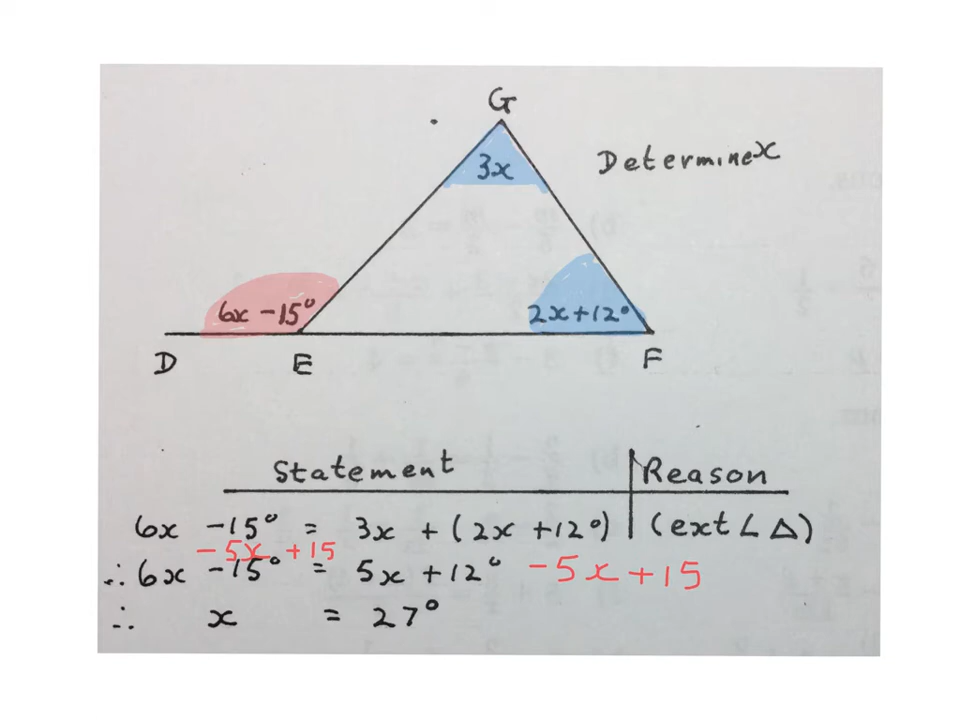 G
Determine x
3x
6x -15°
2x+12°
D E F
Statement Reason
6x -15° = 3x + (2x +12°) (ext ∠ Δ)
-5x +15
∴ 6x -15° = 5x +12° -5x +15
∴ x = 27°